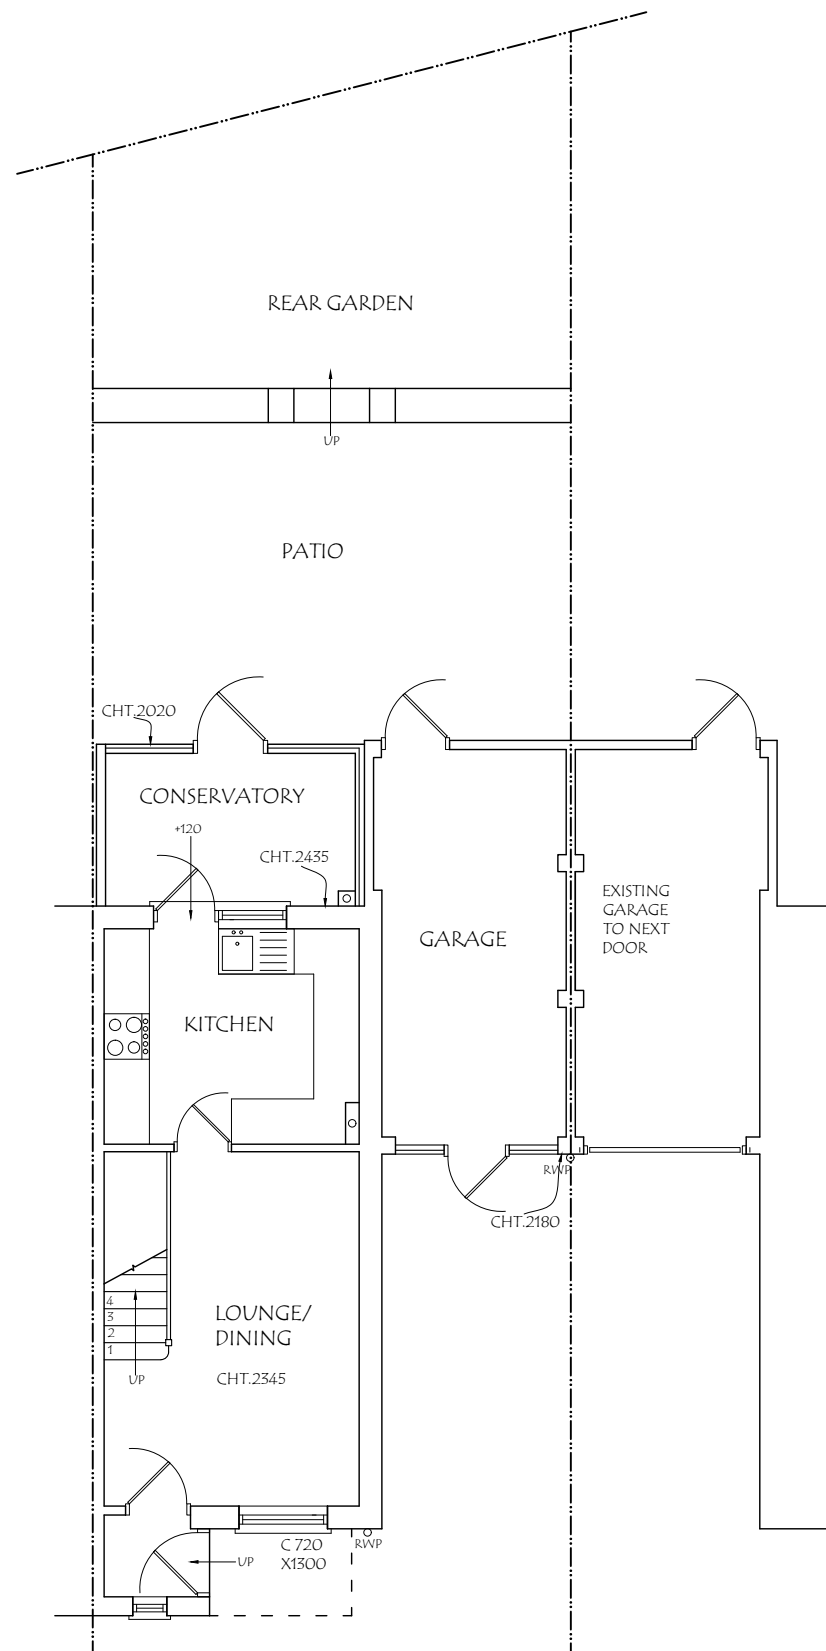 REAR GARDEN
UP
PATIO
CHT.2020
CONSERVATORY
+120
CHT.2435
EXISTING
GARAGE
TO NEXT
DOOR
GARAGE
KITCHEN
RWP
CHT.2180
4
3
2
1
UP
LOUNGE/
DINING
CHT.2345
C 720
X1300
RWP
UP